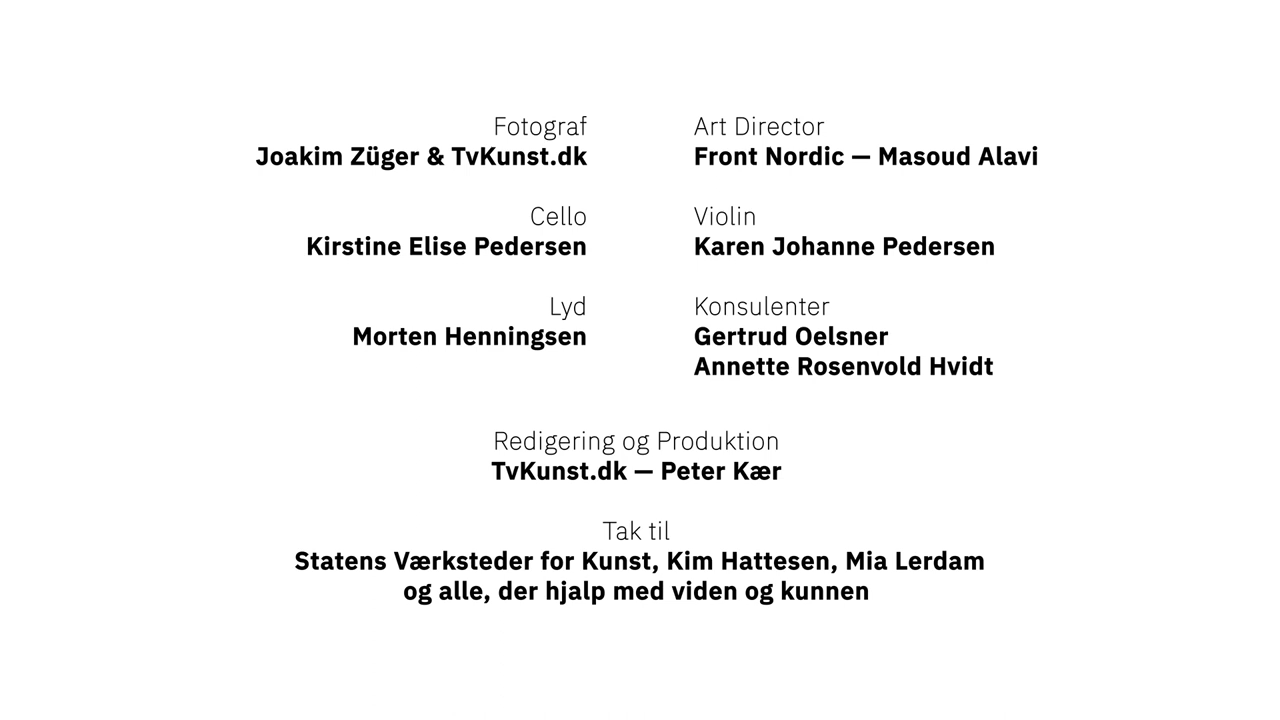 Fotograf
Joakim Züger & TvKunst.dk
Art Director
Front Nordic — Masoud Alavi
Cello
Kirstine Elise Pedersen
Violin
Karen Johanne Pedersen
Lyd
Morten Henningsen
Konsulenter
Gertrud Oelsner
Annette Rosenvold Hvidt
Redigering og Produktion
TvKunst.dk — Peter Kær
Tak til
Statens Værksteder for Kunst, Kim Hattesen, Mia Lerdam
og alle, der hjalp med viden og kunnen